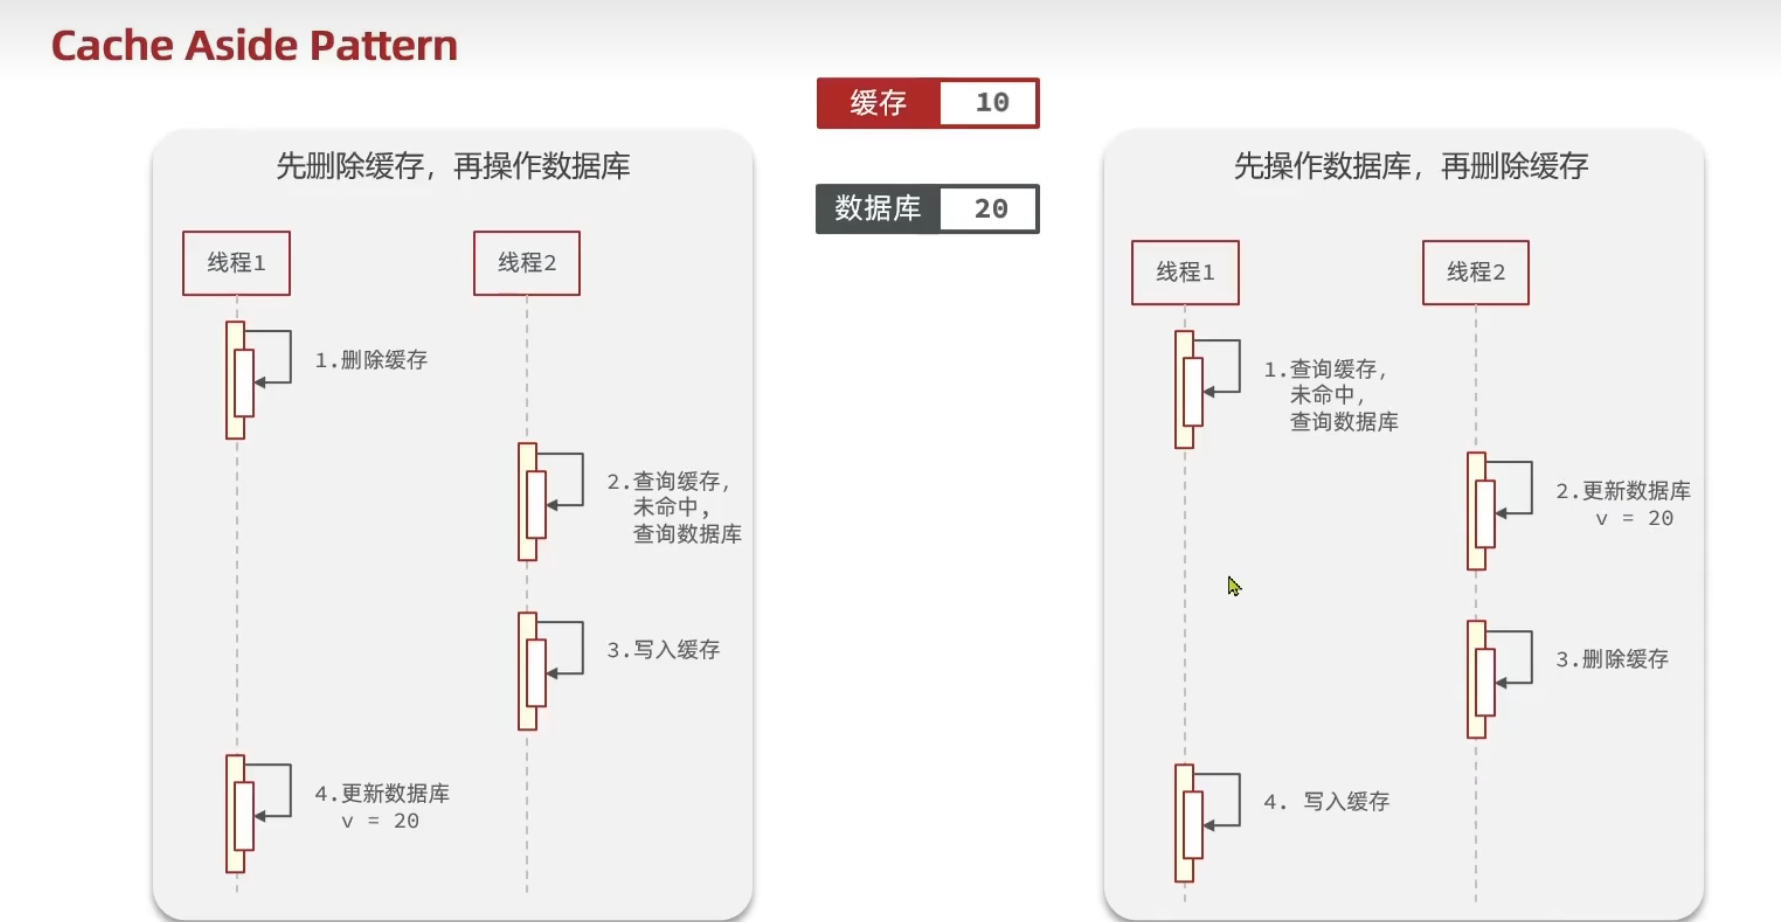 Cache Aside Pattern
缓存 10
数据库 20
先删除缓存，再操作数据库
线程1
线程2
1.删除缓存
2.查询缓存,
未命中,
查询数据库
3.写入缓存
4.更新数据库
v = 20
先操作数据库，再删除缓存
线程1
线程2
1.查询缓存,
未命中,
查询数据库
2.更新数据库
v = 20
3.删除缓存
4. 写入缓存